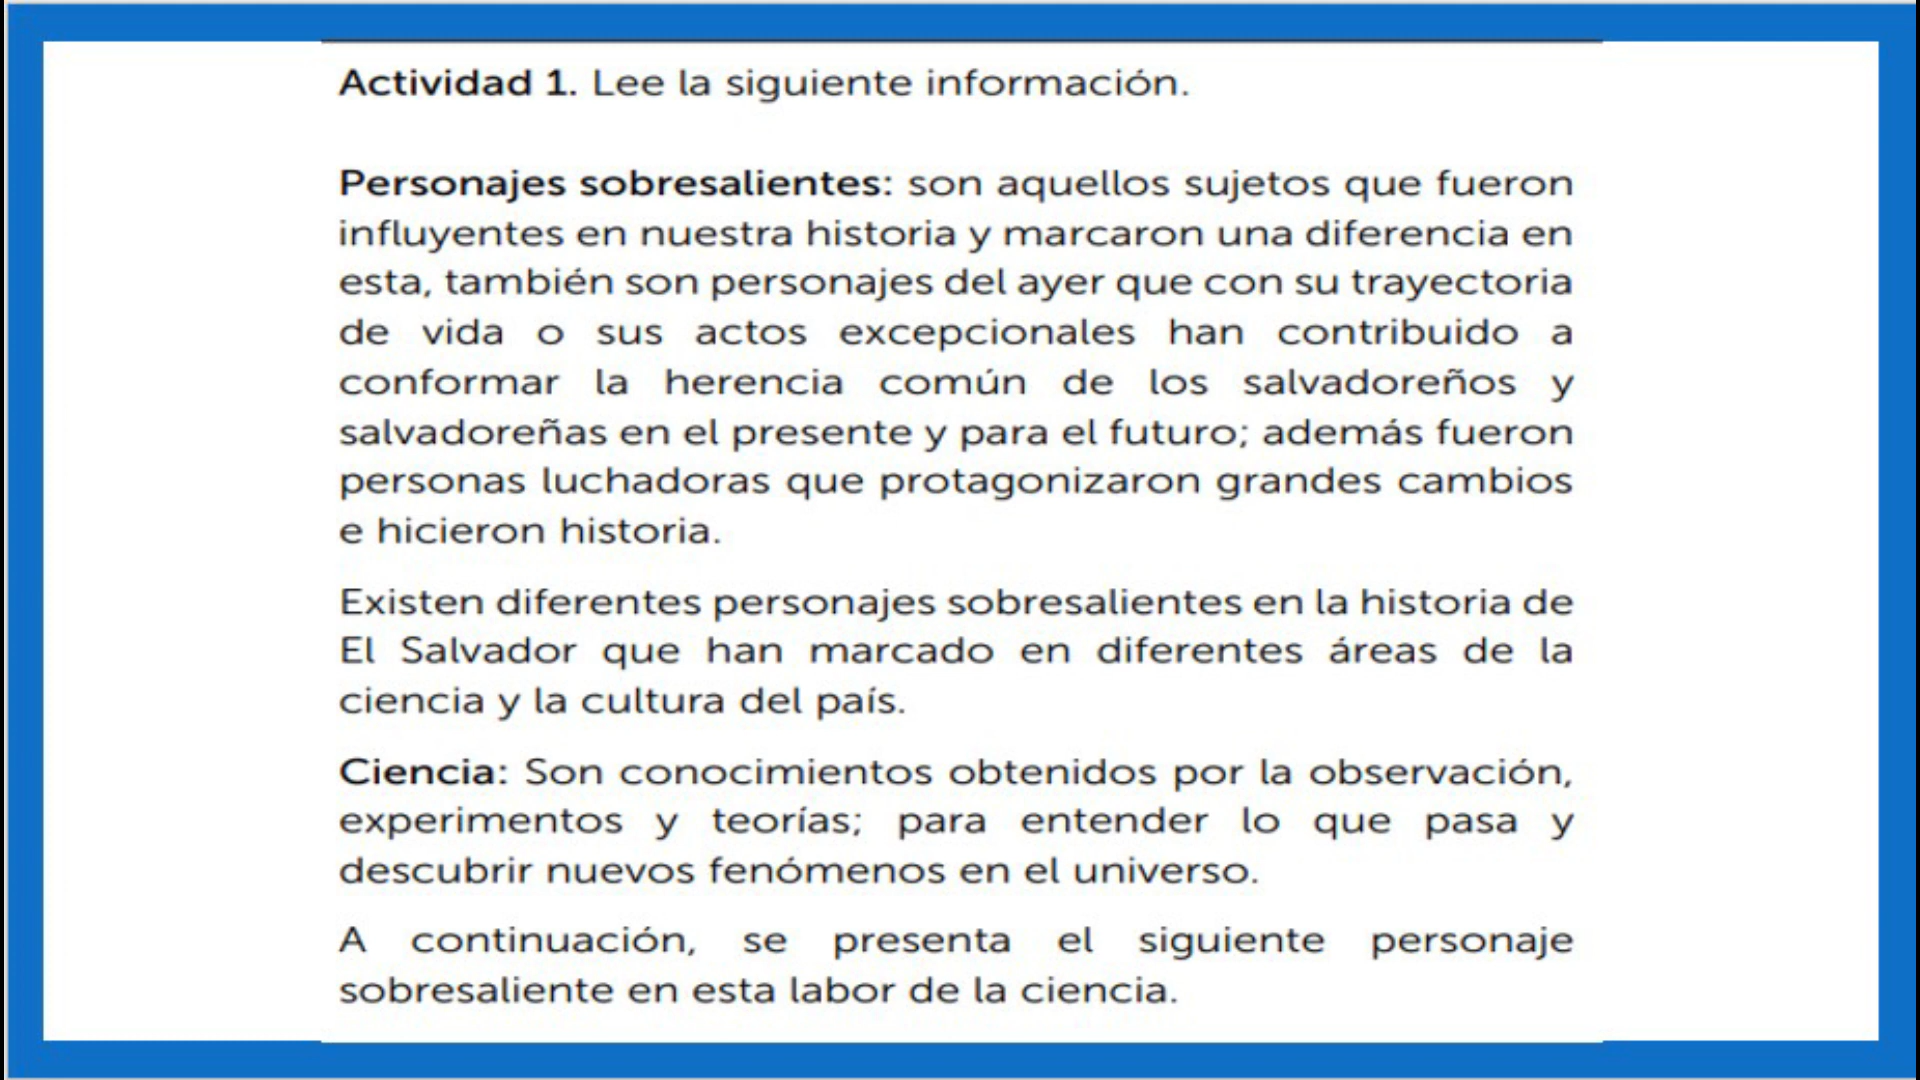 Actividad 1. Lee la siguiente información.
Personajes sobresalientes: son aquellos sujetos que fueron
influyentes en nuestra historia y marcaron una diferencia en
esta, también son personajes del ayer que con su trayectoria
de vida o sus actos excepcionales han contribuido a
conformar la herencia común de los salvadoreños y
salvadoreñas en el presente y para el futuro; además fueron
personas luchadoras que protagonizaron grandes cambios
e hicieron historia.
Existen diferentes personajes sobresalientes en la historia de
El Salvador que han marcado en diferentes áreas de la
ciencia y la cultura del país.
Ciencia: Son conocimientos obtenidos por la observación,
experimentos y teorías; para entender lo que pasa y
descubrir nuevos fenómenos en el universo.
A continuación, se presenta el siguiente personaje
sobresaliente en esta labor de la ciencia.